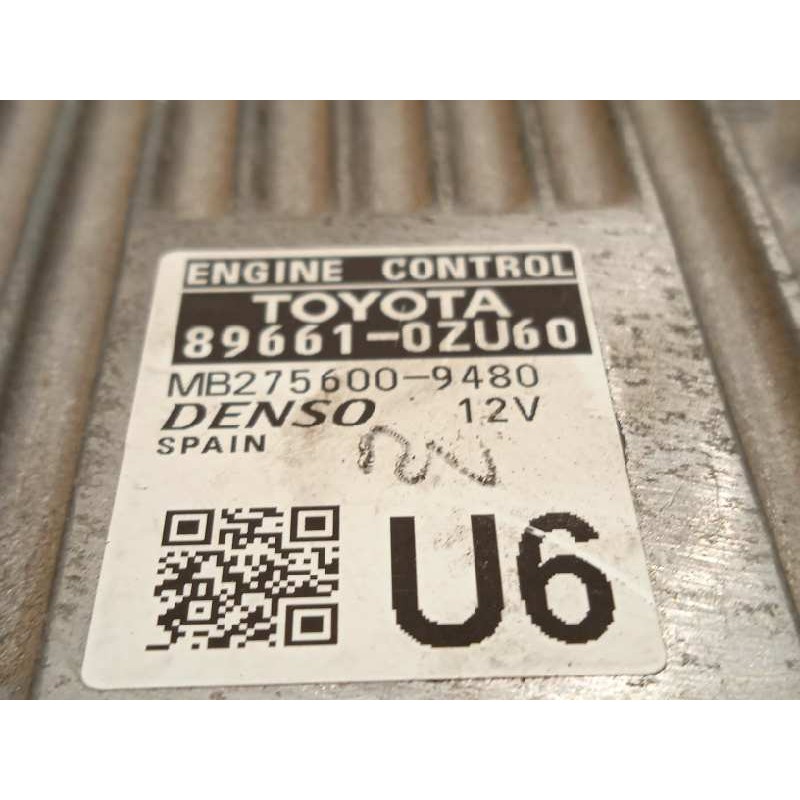 ENGINE CONTROL
TOYOTA
89661-0ZU60
MB275600-9480
DENSO 12V
SPAIN
U6